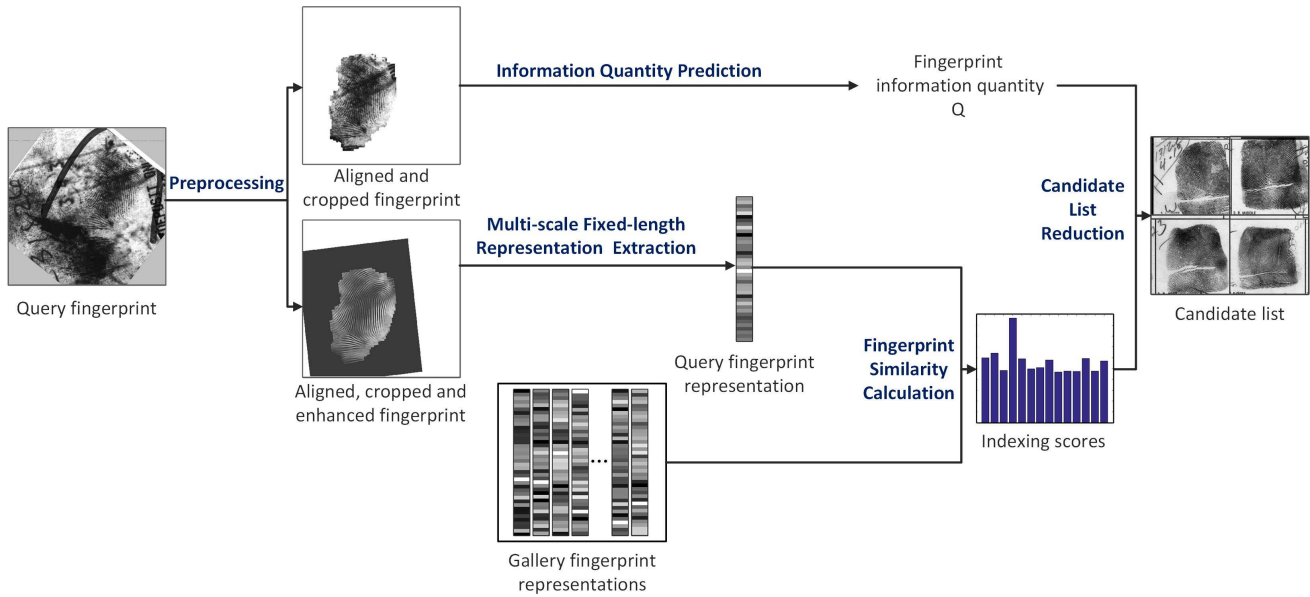 Query fingerprint
Preprocessing
Aligned and
cropped fingerprint
Aligned, cropped and
enhanced fingerprint
Information Quantity Prediction
Fingerprint
information quantity
Q
Multi-scale Fixed-length
Representation Extraction
Query fingerprint
representation
Gallery fingerprint
representations
Fingerprint
Similarity
Calculation
Indexing scores
Candidate
List
Reduction
Candidate list